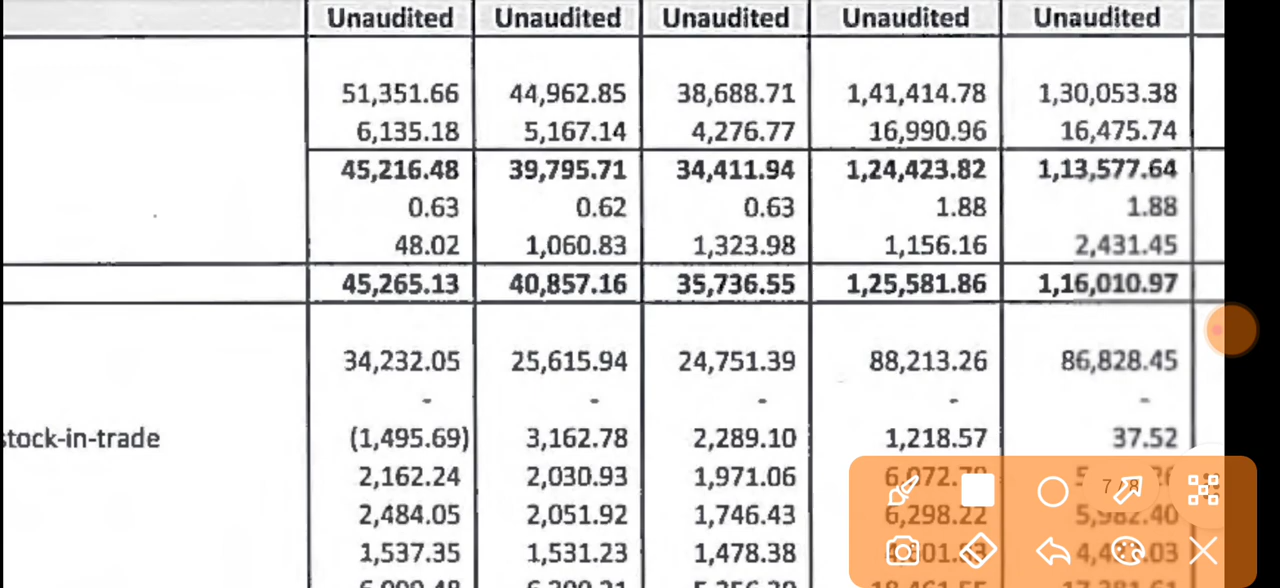 Unaudited Unaudited Unaudited Unaudited Unaudited
51,351.66 44,962.85 38,688.71 1,41,414.78 1,30,053.38
6,135.18 5,167.14 4,276.77 16,990.96 16,475.74
45,216.48 39,795.71 34,411.94 1,24,423.82 1,13,577.64
0.63 0.62 0.63 1.88 1.88
48.02 1,060.83 1,323.98 1,156.16 2,431.45
45,265.13 40,857.16 35,736.55 1,25,581.86 1,16,010.97
34,232.05 25,615.94 24,751.39 88,213.26 86,828.45
- - - - -
stock-in-trade (1,495.69) 3,162.78 2,289.10 1,218.57 37.52
2,162.24 2,030.93 1,971.06
2,484.05 2,051.92 1,746.43 6,298.22 5,982.40
1,537.35 1,531.23 1,478.38